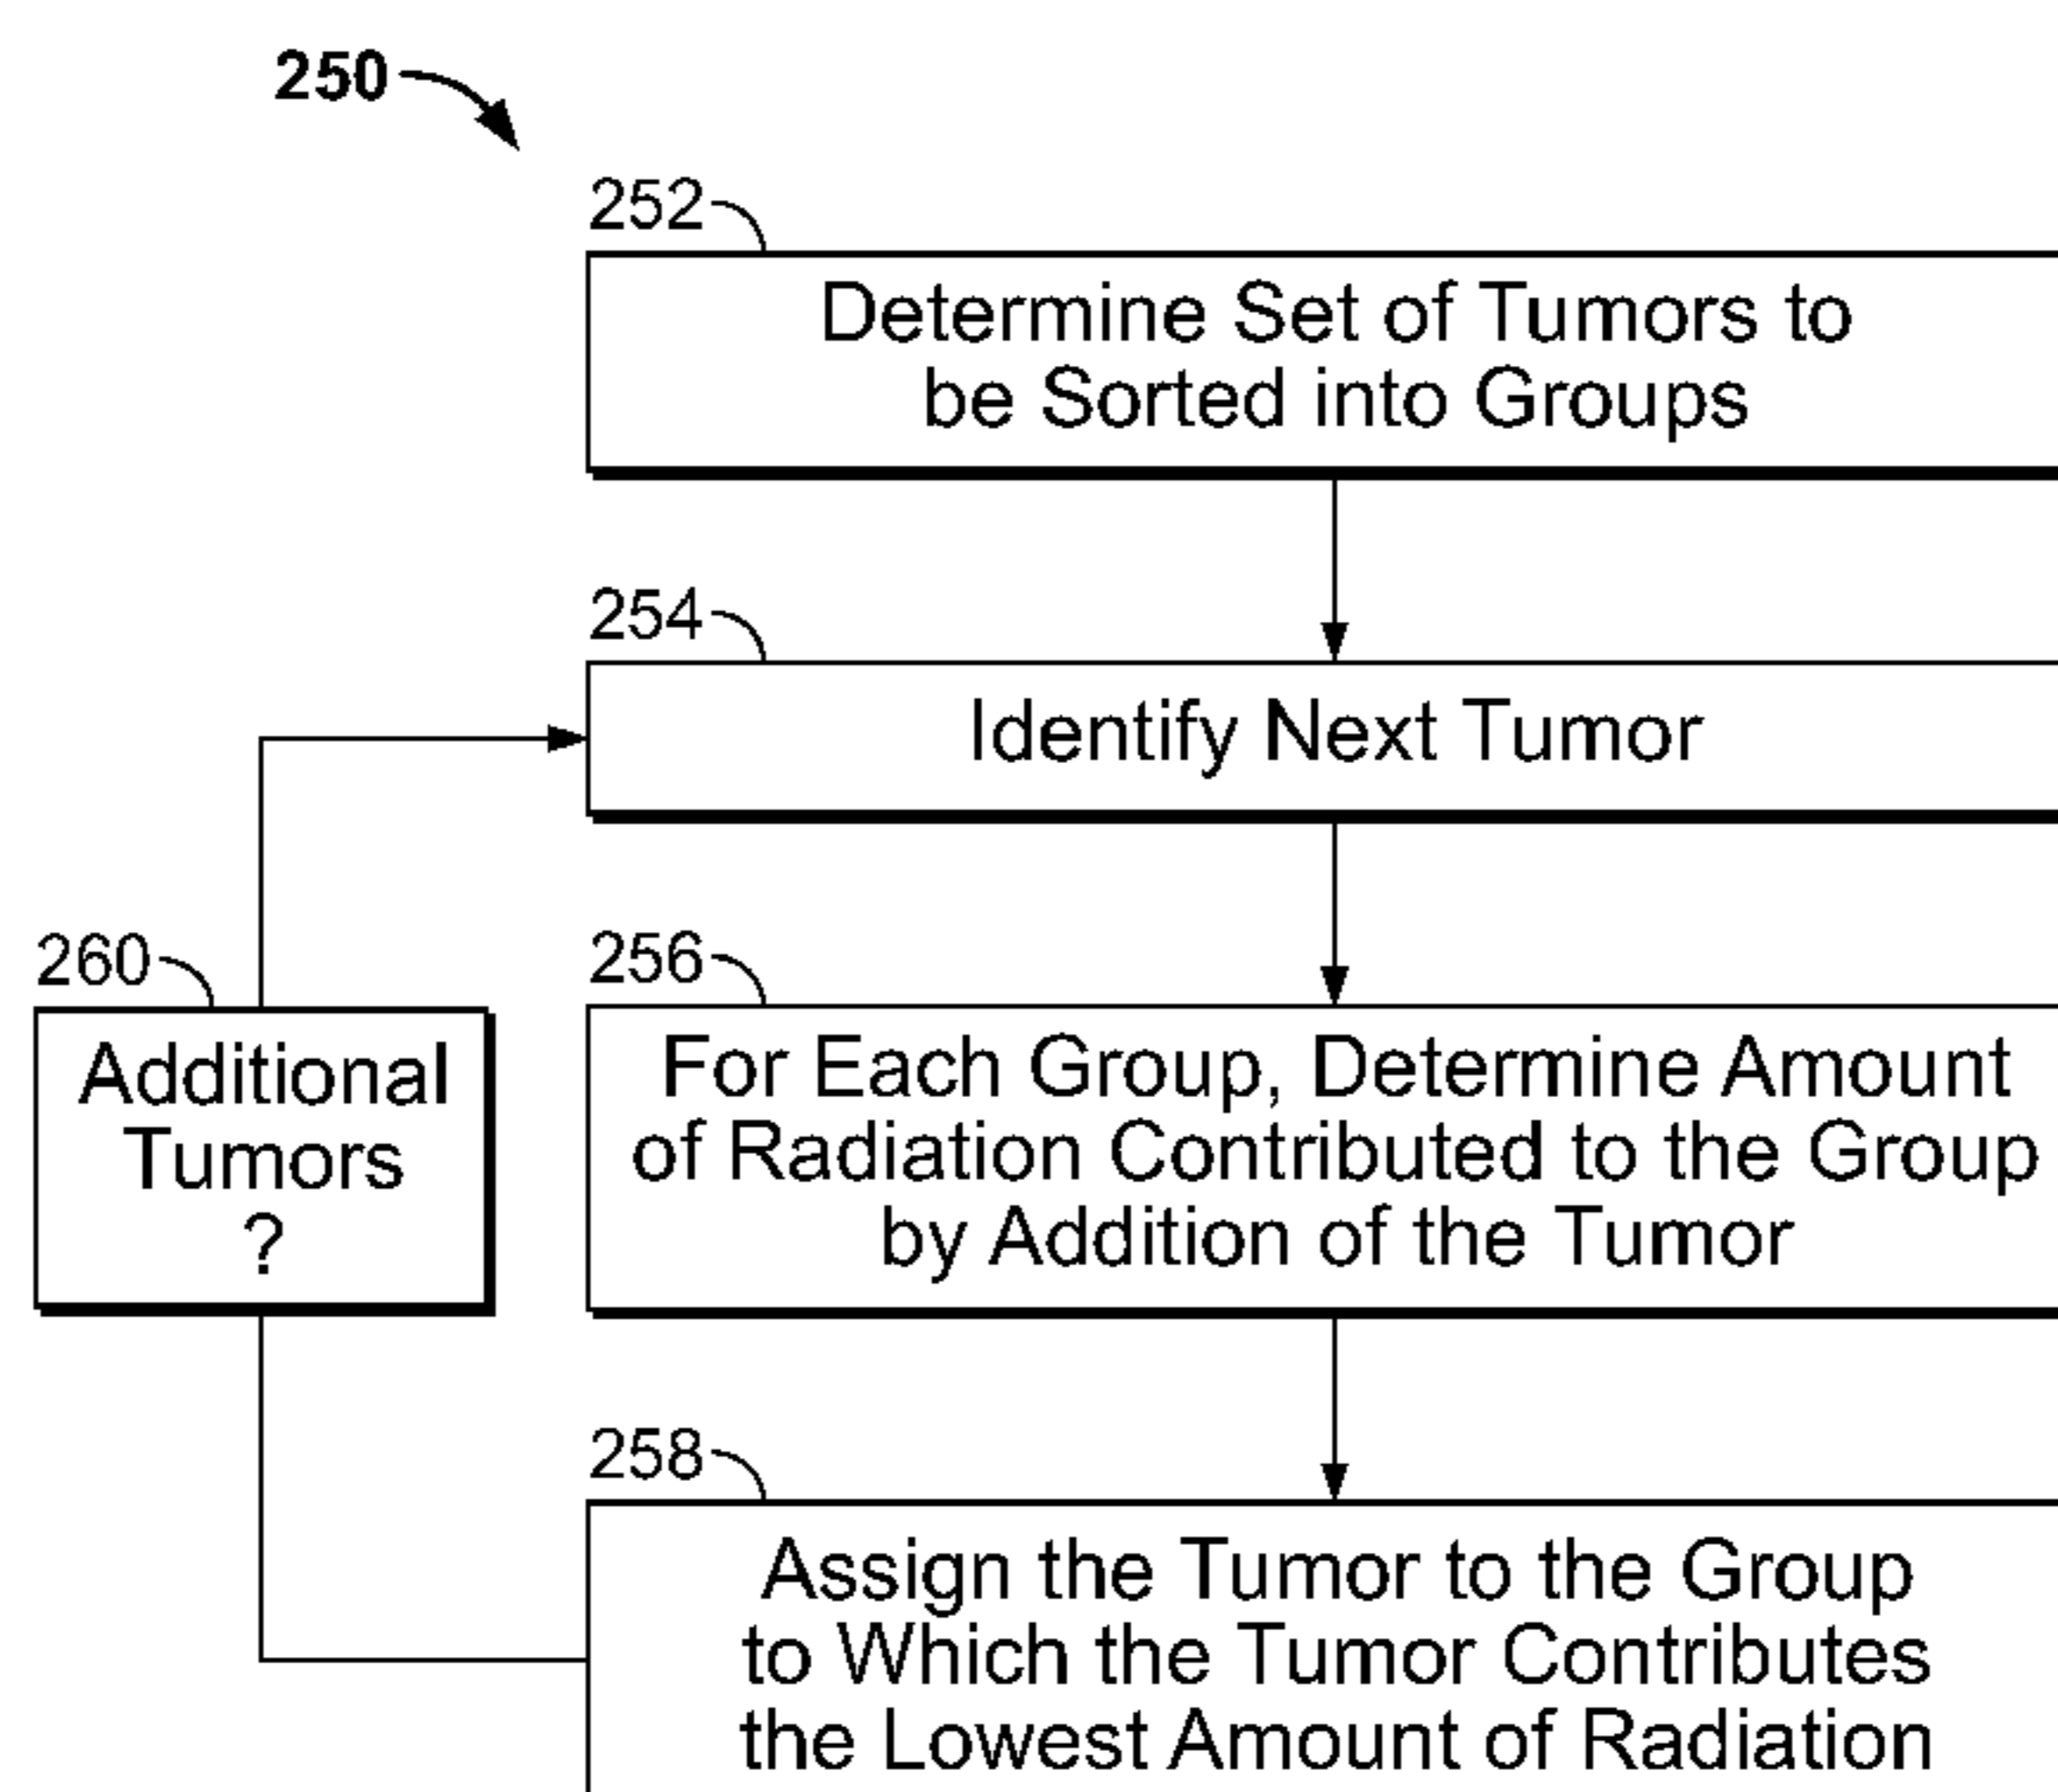 250
252
Determine Set of Tumors to
be Sorted into Groups
254
Identify Next Tumor
260
Additional
Tumors
?
256
For Each Group, Determine Amount
of Radiation Contributed to the Group
by Addition of the Tumor
258
Assign the Tumor to the Group
to Which the Tumor Contributes
the Lowest Amount of Radiation